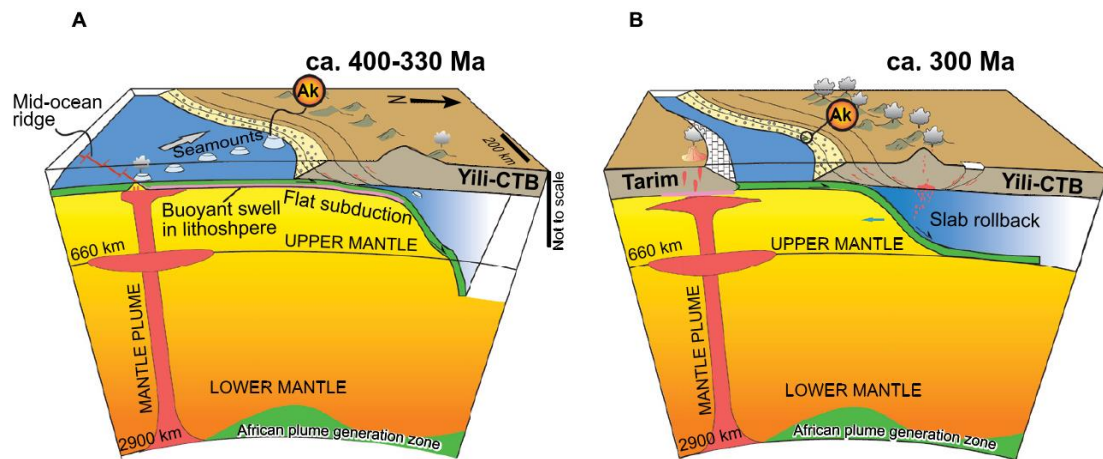 A
ca. 400-330 Ma
Ak
Mid-ocean
ridge
N
Seamounts
200 km
Yili-CTB
Buoyant swell
in lithoshpere
Flat subduction
Not to scale
UPPER MANTLE
660 km
MANTLE PLUME
LOWER MANTLE
2900 km
African plume generation zone
B
ca. 300 Ma
Ak
Tarim
Yili-CTB
Slab rollback
UPPER MANTLE
660 km
MANTLE PLUME
LOWER MANTLE
2900 km
African plume generation zone